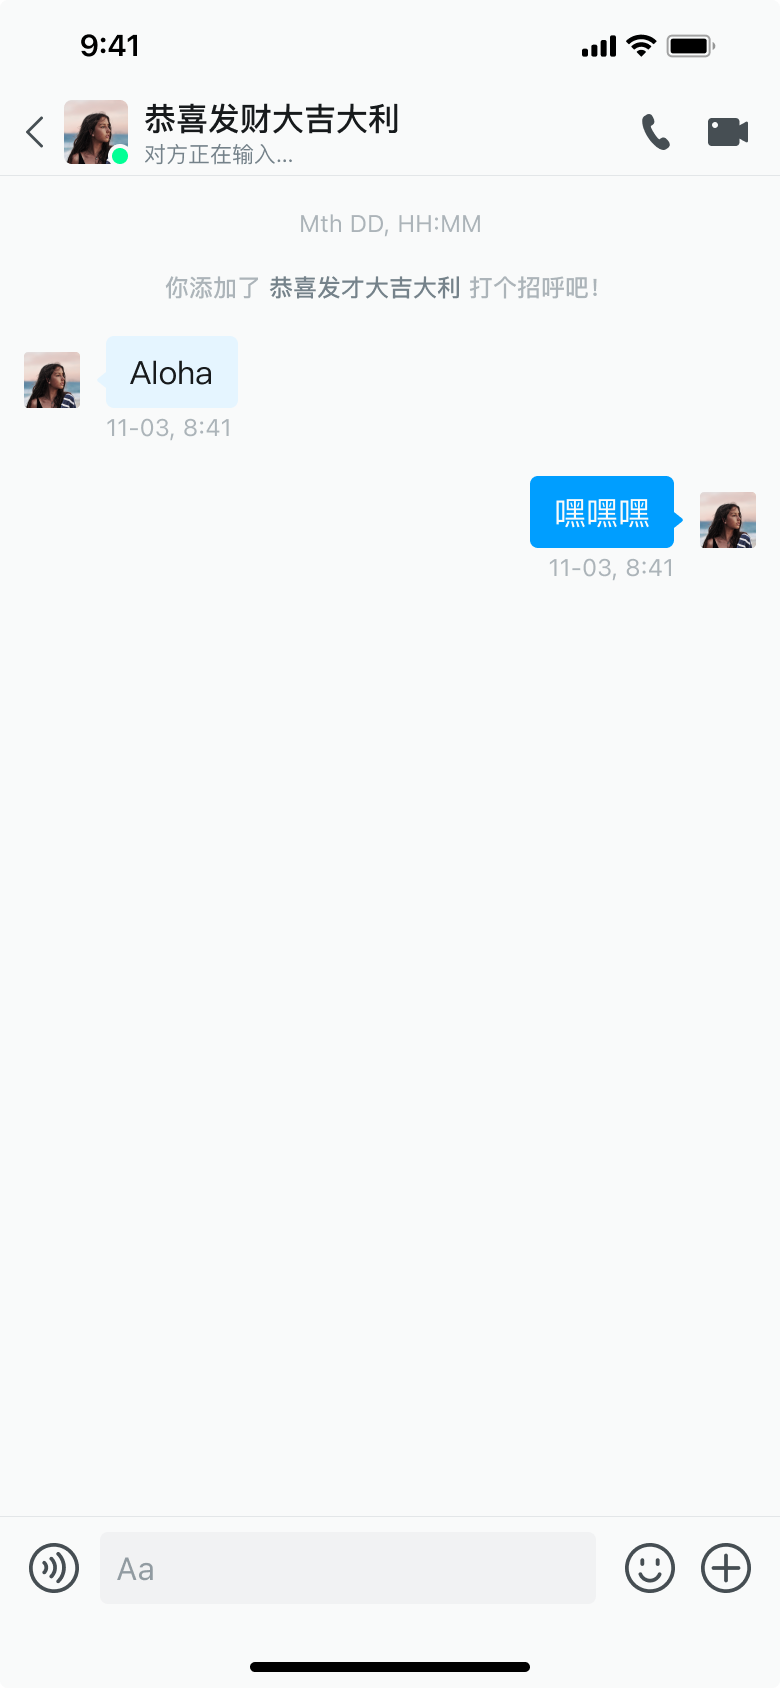 9:41
恭喜发财大吉大利
对方正在输入...
Mth DD, HH:MM
你添加了 恭喜发才大吉大利 打个招呼吧！
Aloha
11-03, 8:41
嘿嘿嘿
11-03, 8:41
Aa